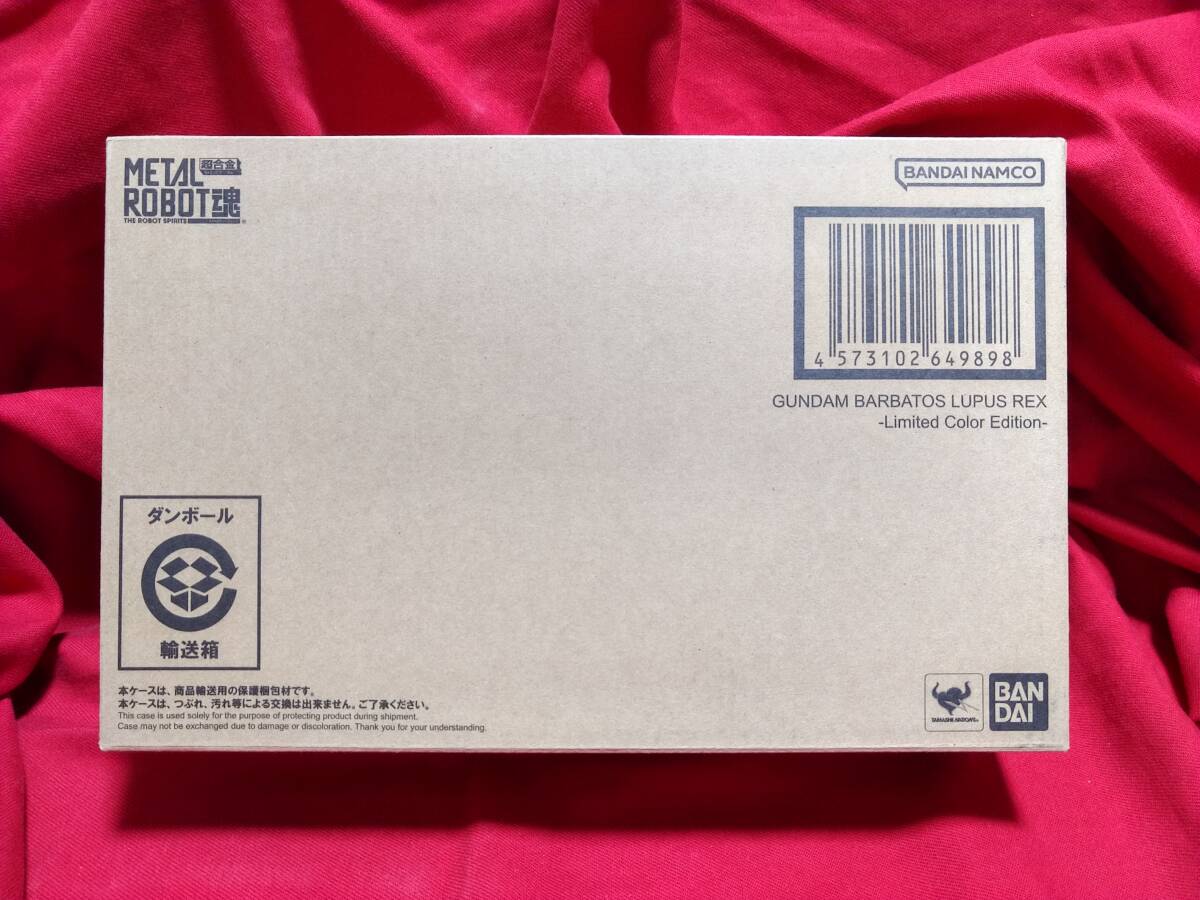 METAL 超合金
ROBOT魂
THE ROBOT SPIRITS
BANDAI NAMCO
4 573102 649898
GUNDAM BARBATOS LUPUS REX
-Limited Color Edition-
ダンボール
輸送箱
本ケースは、商品輸送用の保護梱包材です。
本ケースは、つぶれ、汚れ等による交換は出来ません。ご了承ください。
This case is used solely for the purpose of protecting product during shipment.
Case may not be exchanged due to damage or discoloration. Thank you for your understanding.
TAMASHII NATIONS
BAN
DAI